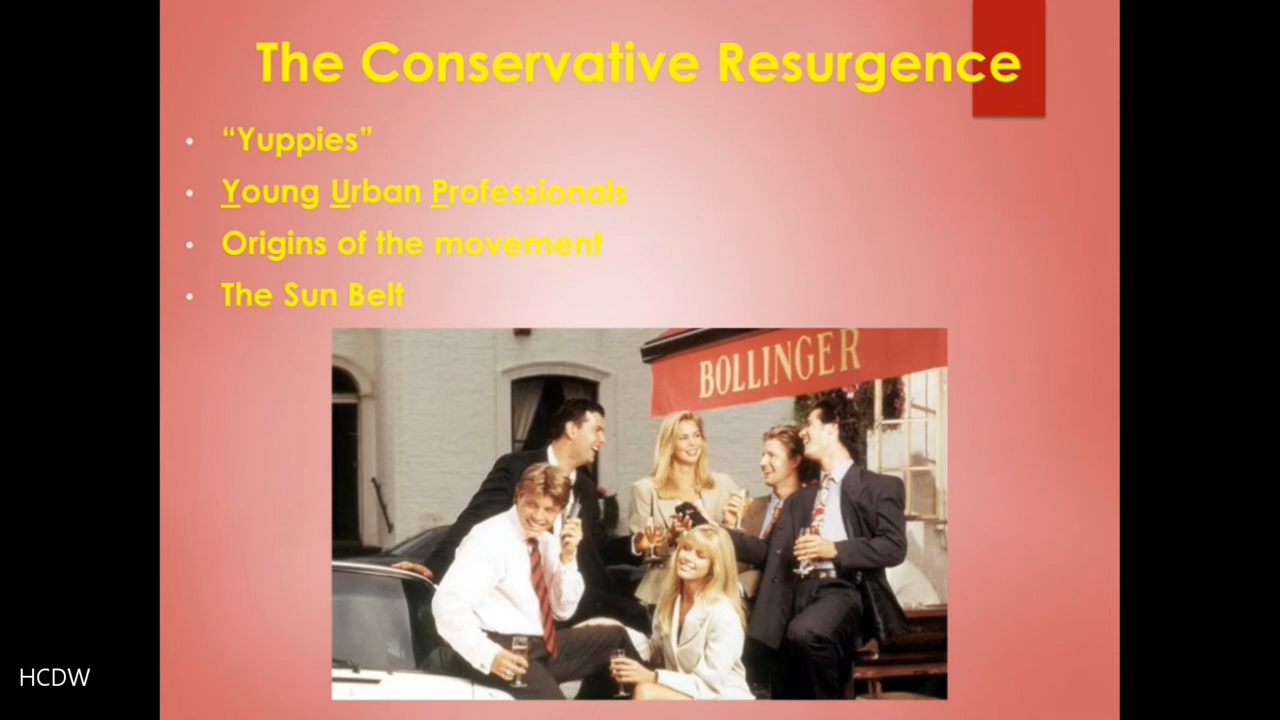 The Conservative Resurgence
“Yuppies”
Young Urban Professionals
Origins of the movement
The Sun Belt
BOLLINGER
HCDW